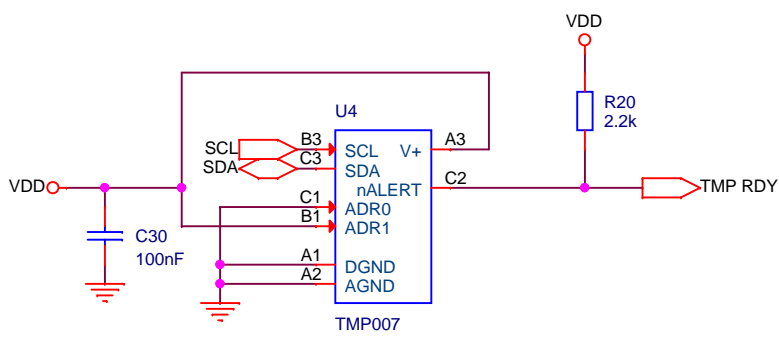 VDD
U4
R20
2.2k
SCL
B3
SCL
V+
A3
SDA
C3
SDA
nALERT
C2
TMP RDY
VDD
C1
ADR0
B1
ADR1
C30
100nF
A1
DGND
A2
AGND
TMP007